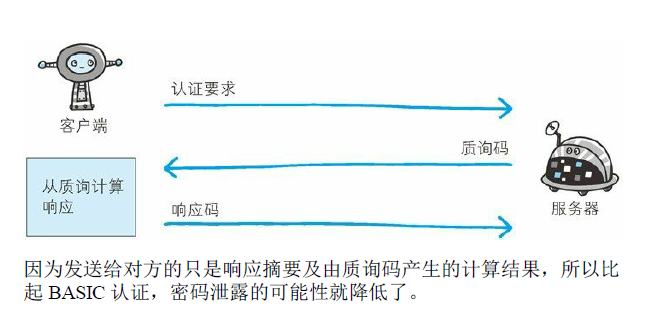 认证要求
客户端
质询码
从质询计算
响应
响应码
服务器
因为发送给对方的只是响应摘要及由质询码产生的计算结果，所以比
起 BASIC 认证，密码泄露的可能性就降低了。